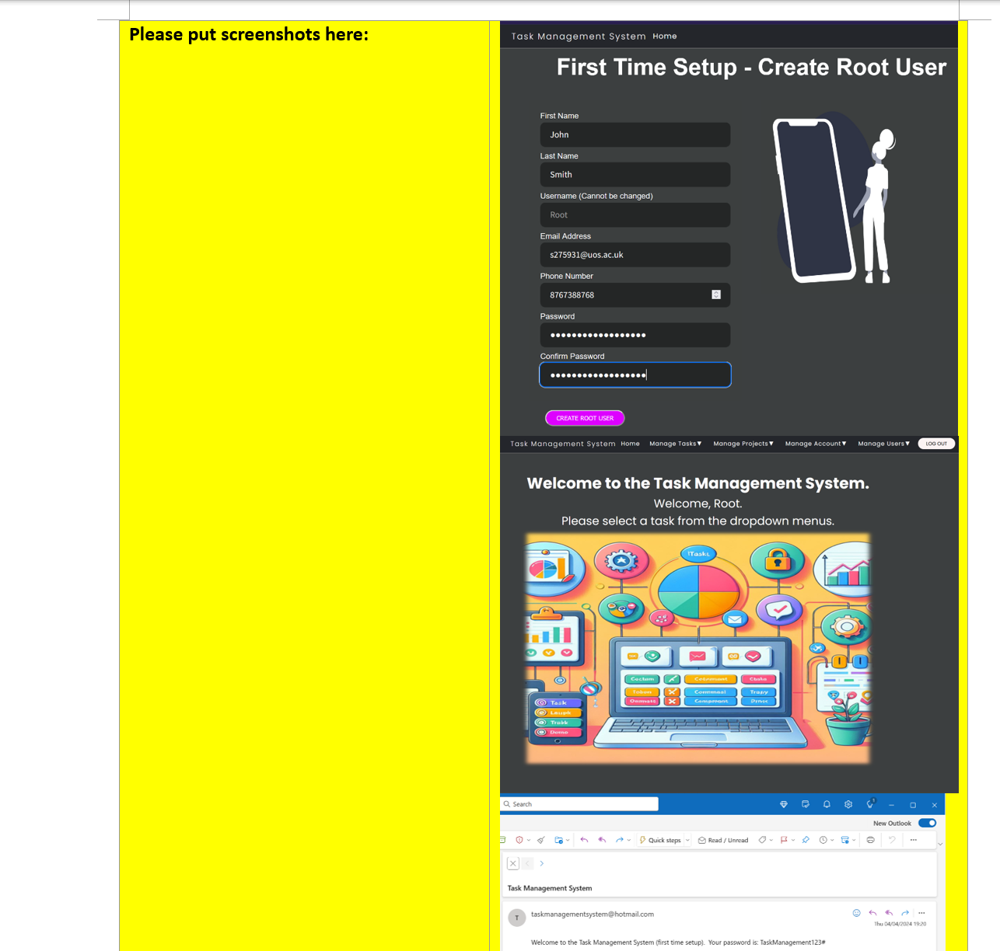 Please put screenshots here:
Task Management System Home
First Time Setup - Create Root User
First Name
John
Last Name
Smith
Username (Cannot be changed)
Root
Email Address
s275931@uos.ac.uk
Phone Number
8767388768
Password
••••••••••••••••••
Confirm Password
••••••••••••••••••
CREATE ROOT USER
Task Management System Home Manage Tasks▼ Manage Projects▼ Manage Account▼ Manage Users▼ LOG OUT
Welcome to the Task Management System.
Welcome, Root.
Please select a task from the dropdown menus.
Task
Trakk
Demo
Search
1
New Outlook
Quick steps Read / Unread
Task Management System
T taskmanagementsystem@hotmail.com
Thu 04/04/2024 19:20
Welcome to the Task Management System (first time setup). Your password is: TaskManagement123#